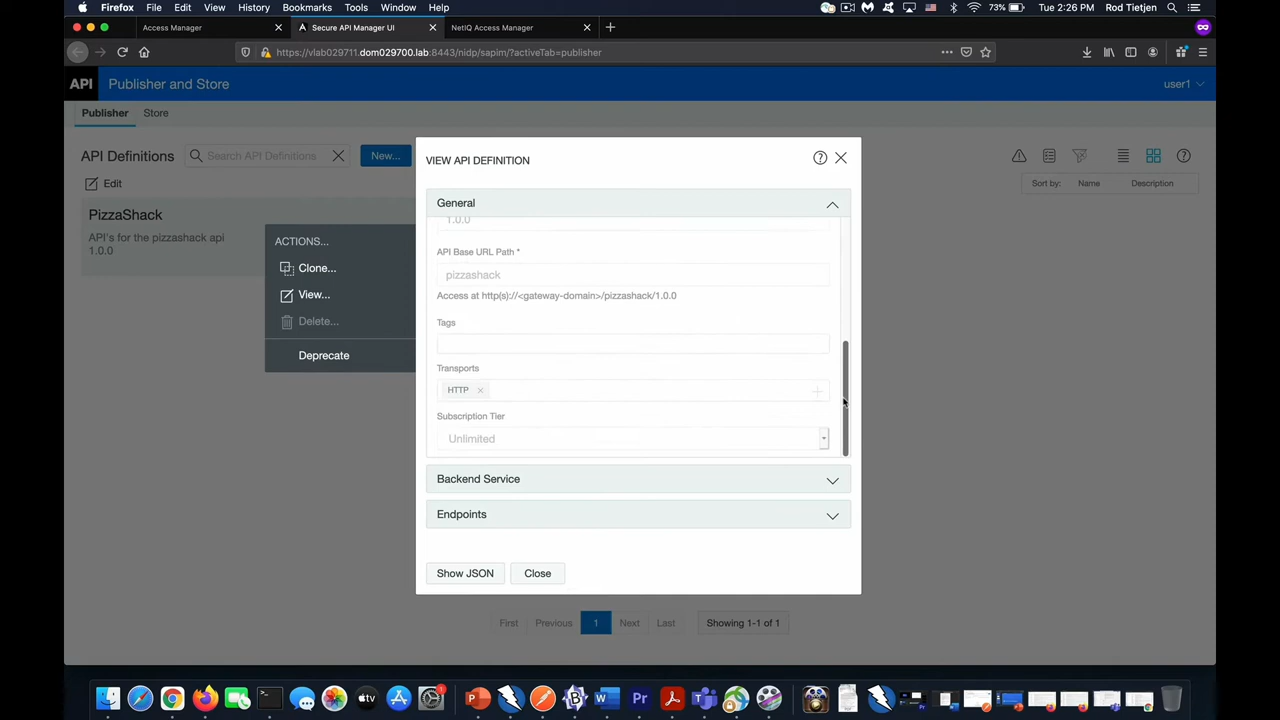 Firefox File Edit View History Bookmarks Tools Window Help
73% Tue 2:26 PM Rod Rietjen
Access Manager
Secure API Manager UI
NetIQ Access Manager
https://vlab029711.dom029700.lab:8443/nidp/sapim/?activeTab=publisher
API Publisher and Store
user1
Publisher Store
API Definitions Search API Definitions New...
Sort by: Name Description
Edit
PizzaShack
API's for the pizzashack api
1.0.0
ACTIONS...
Clone...
View...
Delete...
Deprecate
VIEW API DEFINITION
General
1.0.0
API Base URL Path *
pizzashack
Access at http(s)://<gateway-domain>/pizzashack/1.0.0
Tags
Transports
HTTP
Subscription Tier
Unlimited
Backend Service
Endpoints
Show JSON Close
First Previous 1 Next Last Showing 1-1 of 1